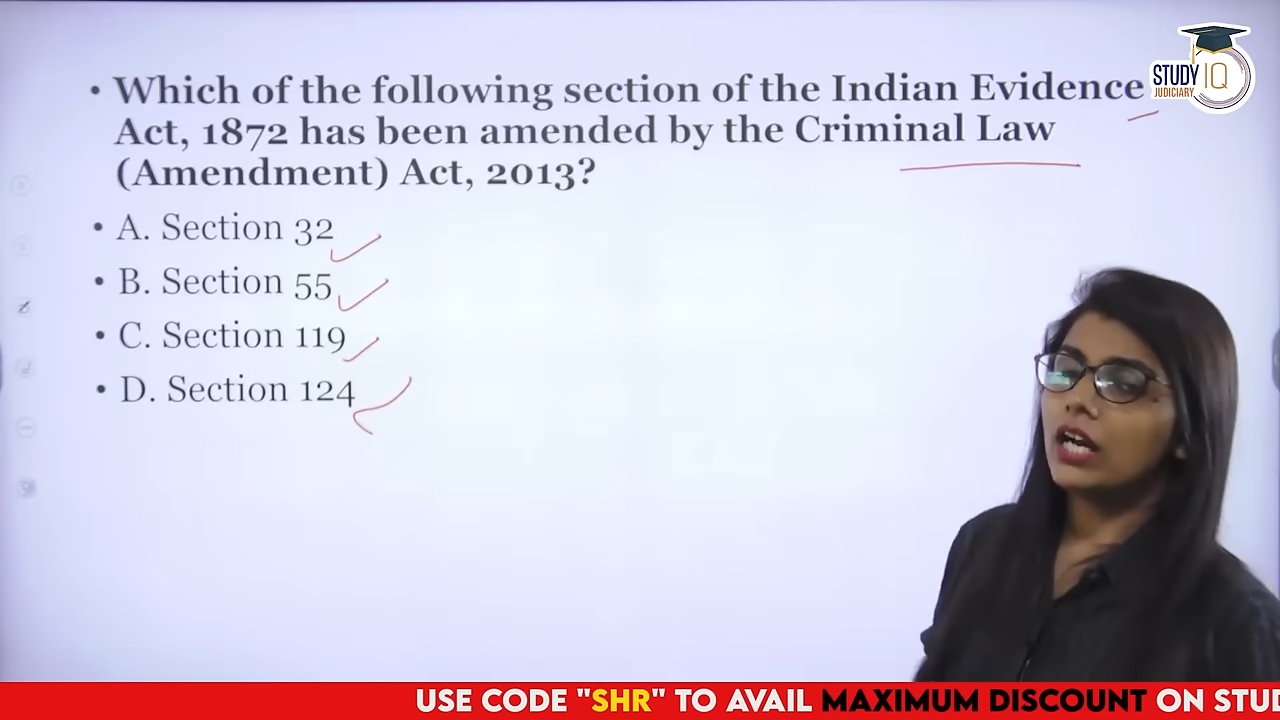 • Which of the following section of the Indian Evidence
Act, 1872 has been amended by the Criminal Law
(Amendment) Act, 2013?
• A. Section 32
• B. Section 55
• C. Section 119
• D. Section 124
STUDY IQ
JUDICIARY
USE CODE "SHR" TO AVAIL MAXIMUM DISCOUNT ON STUD